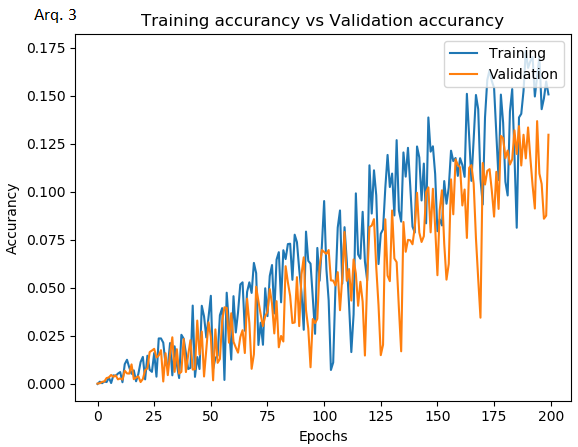 Arq. 3
Training accurancy vs Validation accurancy
Training
Validation
0.175
0.150
0.125
0.100
0.075
0.050
0.025
0.000
Accurancy
0 25 50 75 100 125 150 175 200
Epochs